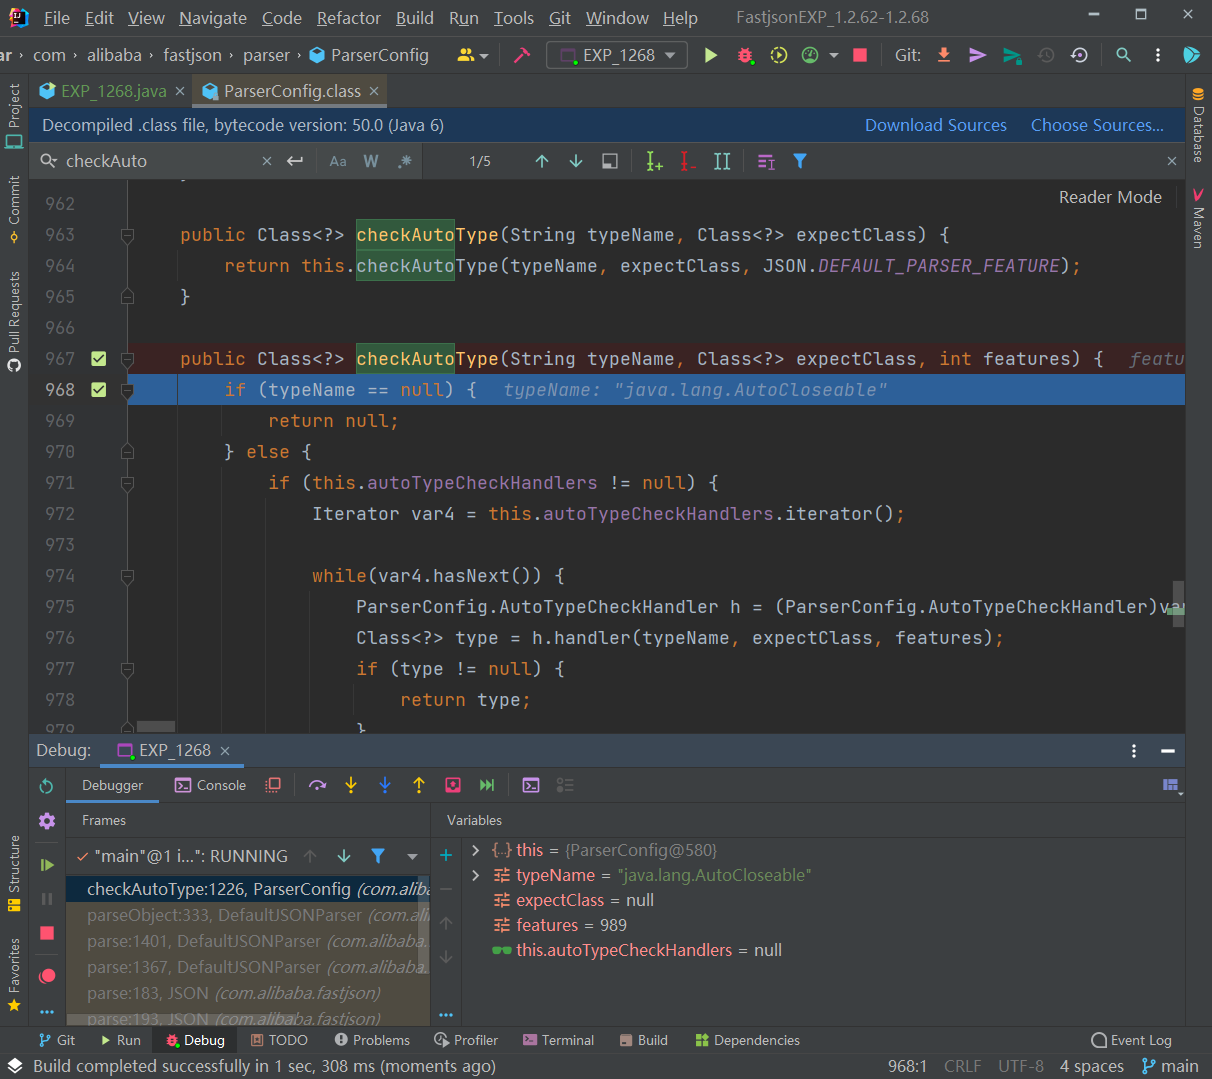 File Edit View Navigate Code Refactor Build Run Tools Git Window Help FastjsonEXP_1.2.62-1.2.68
ar › com › alibaba › fastjson › parser › ParserConfig EXP_1268 Git:
EXP_1268.java × ParserConfig.class ×
Decompiled .class file, bytecode version: 50.0 (Java 6) Download Sources Choose Sources...
checkAuto × Aa W .* 1/5
Reader Mode
962
963 public Class<?> checkAutoType(String typeName, Class<?> expectClass) {
964 return this.checkAutoType(typeName, expectClass, JSON.DEFAULT_PARSER_FEATURE);
965 }
966
967 public Class<?> checkAutoType(String typeName, Class<?> expectClass, int features) { featu
968 if (typeName == null) { typeName: "java.lang.AutoCloseable"
969 return null;
970 } else {
971 if (this.autoTypeCheckHandlers != null) {
972 Iterator var4 = this.autoTypeCheckHandlers.iterator();
973
974 while(var4.hasNext()) {
975 ParserConfig.AutoTypeCheckHandler h = (ParserConfig.AutoTypeCheckHandler)va
976 Class<?> type = h.handler(typeName, expectClass, features);
977 if (type != null) {
978 return type;
979 }
Project
Commit
Pull Requests
Structure
Favorites
Database
Maven
Debug: EXP_1268 ×
Debugger Console
Frames
Variables
"main"@1 i...": RUNNING
checkAutoType:1226, ParserConfig (com.aliba
parseObject:333, DefaultJSONParser (com.ali
parse:1401, DefaultJSONParser (com.alibaba.
parse:1367, DefaultJSONParser (com.alibaba.
parse:183, JSON (com.alibaba.fastjson)
parse:193, JSON (com.alibaba.fastjson)
this = {ParserConfig@580}
typeName = "java.lang.AutoCloseable"
expectClass = null
features = 989
this.autoTypeCheckHandlers = null
Git Run Debug TODO Problems Profiler Terminal Build Dependencies Event Log
Build completed successfully in 1 sec, 308 ms (moments ago) 968:1 CRLF UTF-8 4 spaces main